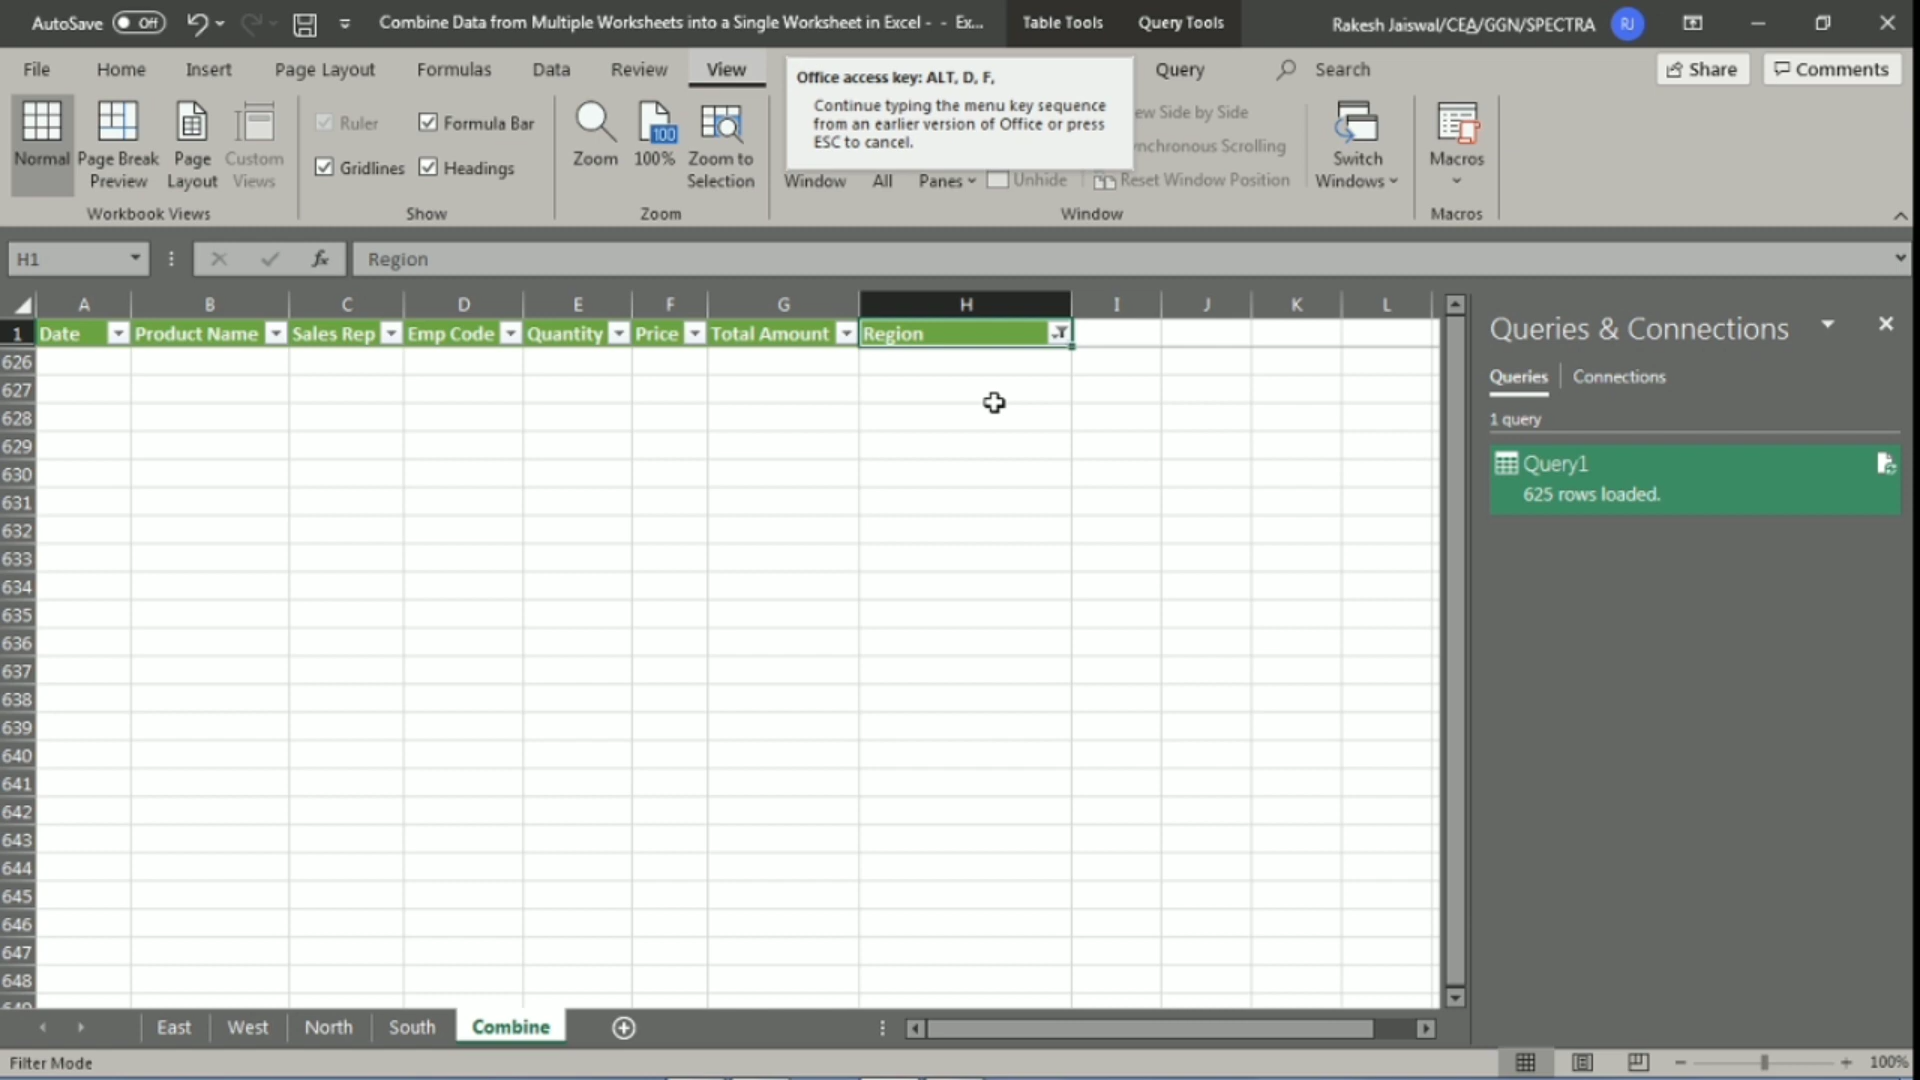 AutoSave Off Combine Data from Multiple Worksheets into a Single Worksheet in Excel - - Ex... Table Tools Query Tools Rakesh Jaiswal/CEA/GGN/SPECTRA RJ
File Home Insert Page Layout Formulas Data Review View Query Search Share Comments
Office access key: ALT, D, F,
Continue typing the menu key sequence
from an earlier version of Office or press
ESC to cancel.
Normal
Page Break
Preview
Page
Layout
Custom
Views
Workbook Views
Ruler Formula Bar
Gridlines Headings
Show
Zoom
100
100%
Zoom to
Selection
Zoom
Window
All
Panes
Unhide
Side by Side
Scrolling
Reset Window Position
Window
Switch
Windows
Macros
Macros
H1 fx Region
A B C D E F G H I J K L
1 Date Product Name Sales Rep Emp Code Quantity Price Total Amount Region
626
627
628
629
630
631
632
633
634
635
636
637
638
639
640
641
642
643
644
645
646
647
648
649
Queries & Connections
Queries Connections
1 query
Query1
625 rows loaded.
East West North South Combine
Filter Mode 100%